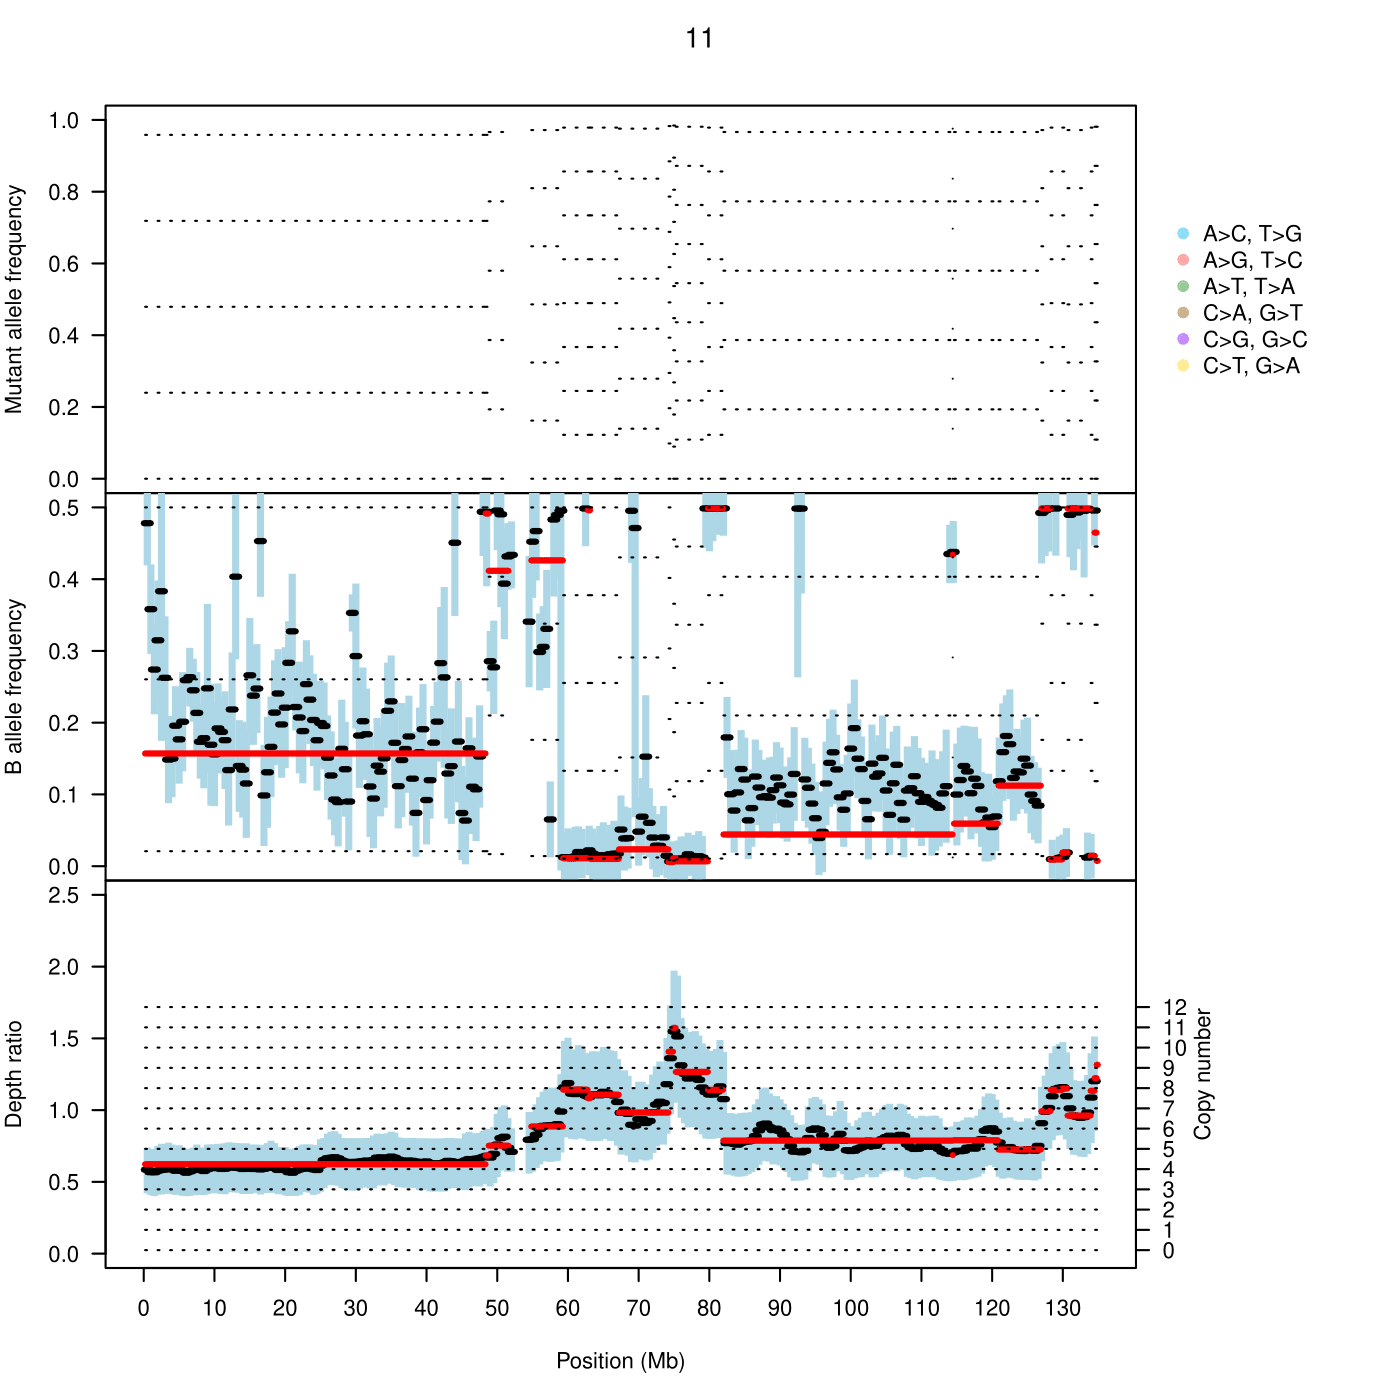 11
Mutant allele frequency
1.0
0.8
0.6
0.4
0.2
0.0
A>C, T>G
A>G, T>C
A>T, T>A
C>A, G>T
C>G, G>C
C>T, G>A
B allele frequency
0.5
0.4
0.3
0.2
0.1
0.0
Depth ratio
2.5
2.0
1.5
1.0
0.5
0.0
12
11
10
9
8
7
6
5
4
3
2
1
0
Copy number
0 10 20 30 40 50 60 70 80 90 100 110 120 130
Position (Mb)